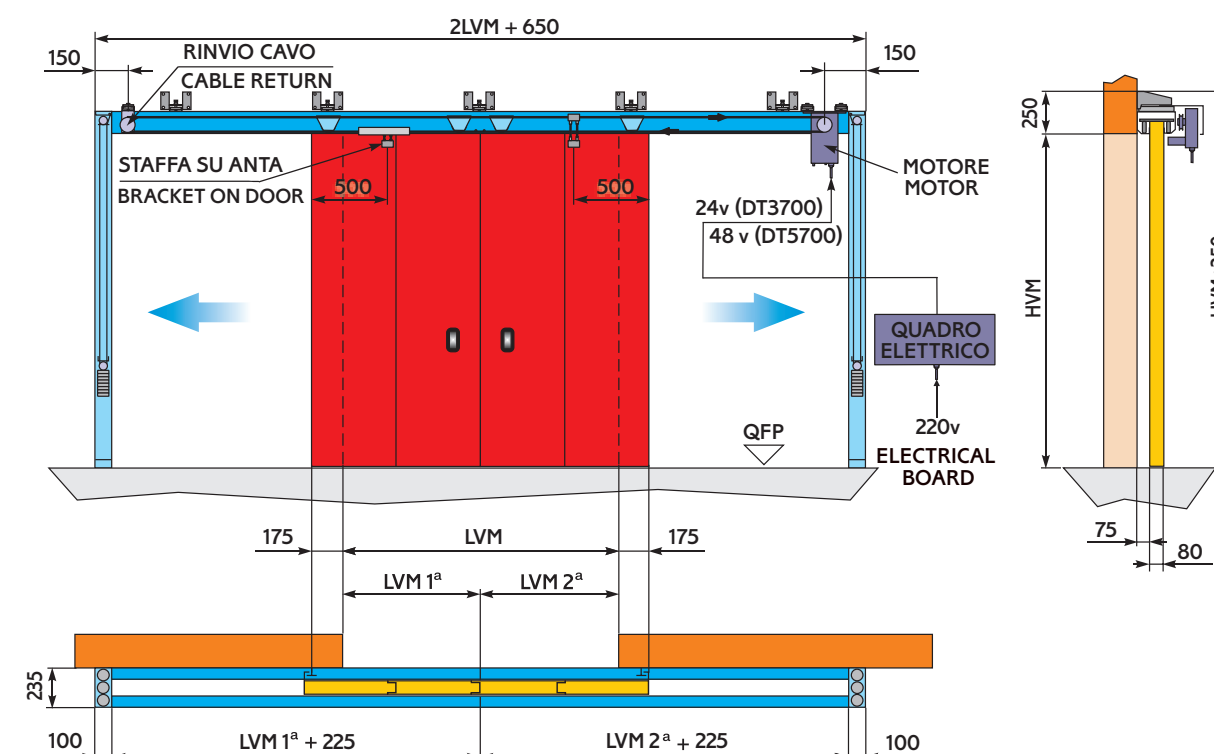 2LVM + 650
150
RINVIO CAVO
CABLE RETURN
150
STAFFA SU ANTA
BRACKET ON DOOR
500
500
MOTORE
MOTOR
24v (DT3700)
48 v (DT5700)
QUADRO
ELETTRICO
220v
ELECTRICAL
BOARD
QFP
250
HVM
75
80
175
LVM
175
LVM 1ª
LVM 2ª
235
100
LVM 1ª + 225
LVM 2ª + 225
100